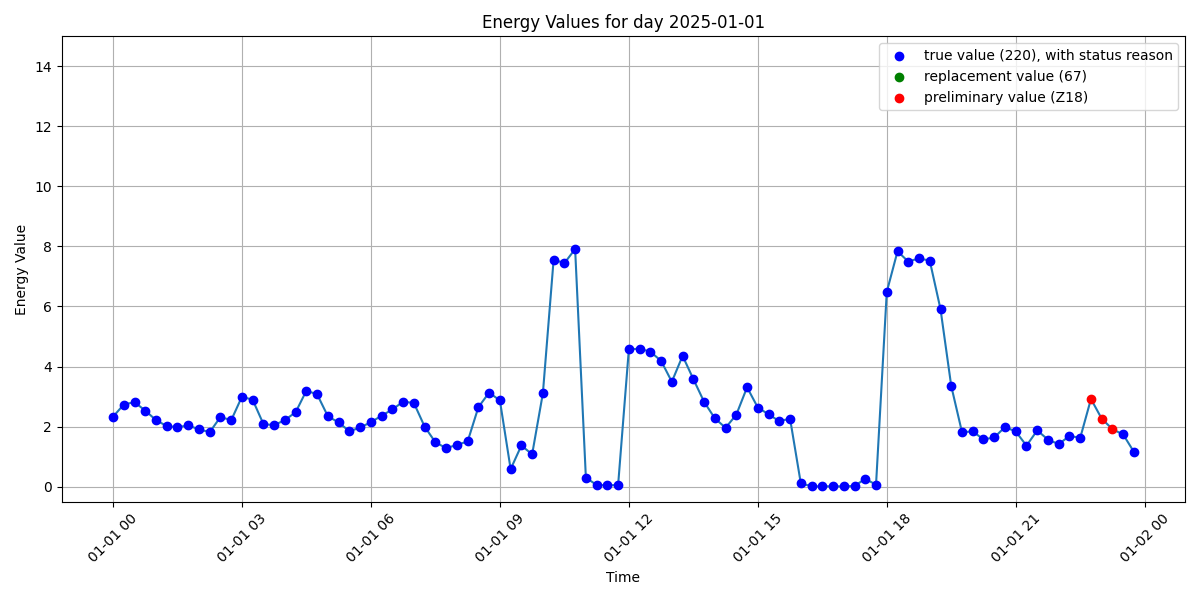 Energy Values for day 2025-01-01
true value (220), with status reason
replacement value (67)
preliminary value (Z18)
Energy Value
14
12
10
8
6
4
2
0
01-01 00
01-01 03
01-01 06
01-01 09
01-01 12
01-01 15
01-01 18
01-01 21
01-02 00
Time